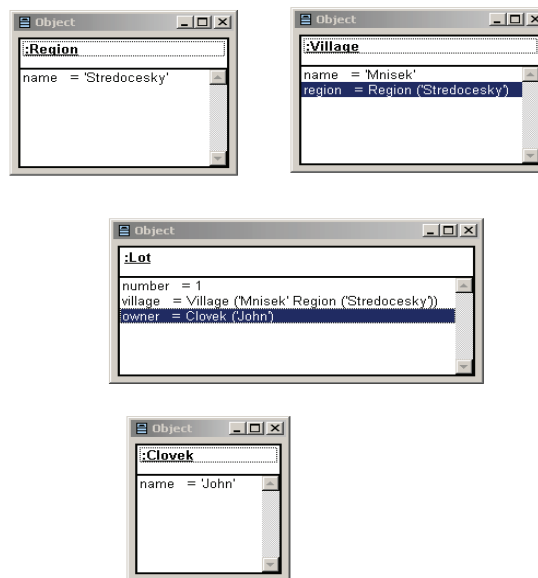 Object
:Region
name = 'Stredocesky'
Object
:Village
name = 'Mnisek'
region = Region ('Stredocesky')
Object
:Lot
number = 1
village = Village ('Mnisek' Region ('Stredocesky'))
owner = Clovek ('John')
Object
:Clovek
name = 'John'